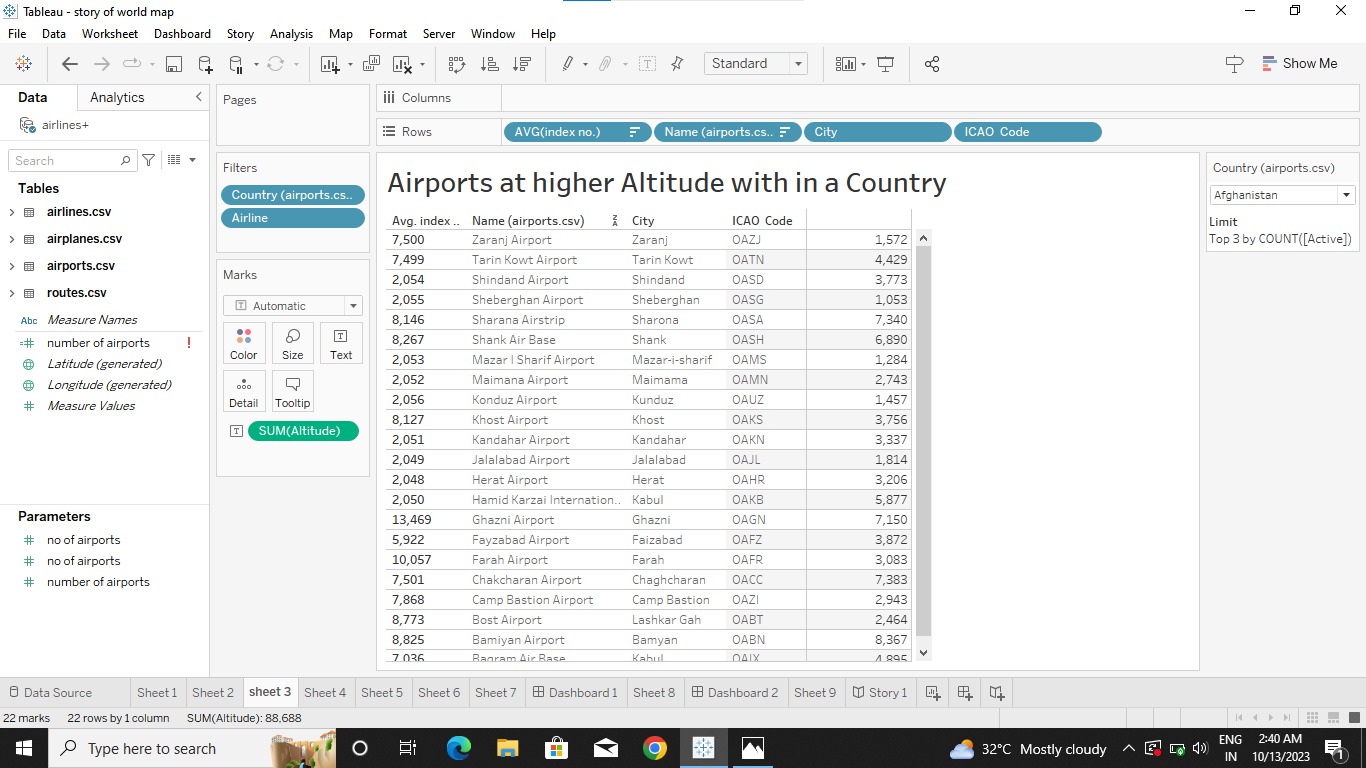 Tableau - story of world map
File Data Worksheet Dashboard Story Analysis Map Format Server Window Help
Standard
Show Me
Data Analytics
airlines+
Search
Tables
airlines.csv
airplanes.csv
airports.csv
routes.csv
Abc Measure Names
number of airports !
Latitude (generated)
Longitude (generated)
Measure Values
Parameters
no of airports
no of airports
number of airports
Pages
Filters
Country (airports.cs..
Airline
Marks
Automatic
Color Size Text
Detail Tooltip
SUM(Altitude)
Columns
Rows AVG(index no.) Name (airports.cs.. City ICAO Code
Airports at higher Altitude with in a Country
Avg. index .. Name (airports.csv) City ICAO Code
7,500 Zaranj Airport Zaranj OAZJ 1,572
7,499 Tarin Kowt Airport Tarin Kowt OATN 4,429
2,054 Shindand Airport Shindand OASD 3,773
2,055 Sheberghan Airport Sheberghan OASG 1,053
8,146 Sharana Airstrip Sharona OASA 7,340
8,267 Shank Air Base Shank OASH 6,890
2,053 Mazar I Sharif Airport Mazar-i-sharif OAMS 1,284
2,052 Maimana Airport Maimama OAMN 2,743
2,056 Konduz Airport Kunduz OAUZ 1,457
8,127 Khost Airport Khost OAKS 3,756
2,051 Kandahar Airport Kandahar OAKN 3,337
2,049 Jalalabad Airport Jalalabad OAJL 1,814
2,048 Herat Airport Herat OAHR 3,206
2,050 Hamid Karzai Internation.. Kabul OAKB 5,877
13,469 Ghazni Airport Ghazni OAGN 7,150
5,922 Fayzabad Airport Faizabad OAFZ 3,872
10,057 Farah Airport Farah OAFR 3,083
7,501 Chakcharan Airport Chaghcharan OACC 7,383
7,868 Camp Bastion Airport Camp Bastion OAZI 2,943
8,773 Bost Airport Lashkar Gah OABT 2,464
8,825 Bamiyan Airport Bamyan OABN 8,367
7,036 Bagram Air Base Kabul OAIX 4,895
Country (airports.csv)
Afghanistan
Limit
Top 3 by COUNT([Active])
Data Source Sheet 1 Sheet 2 sheet 3 Sheet 4 Sheet 5 Sheet 6 Sheet 7 Dashboard 1 Sheet 8 Dashboard 2 Sheet 9 Story 1
22 marks 22 rows by 1 column SUM(Altitude): 88,688
Type here to search
32°C Mostly cloudy
ENG
IN
2:40 AM
10/13/2023
1